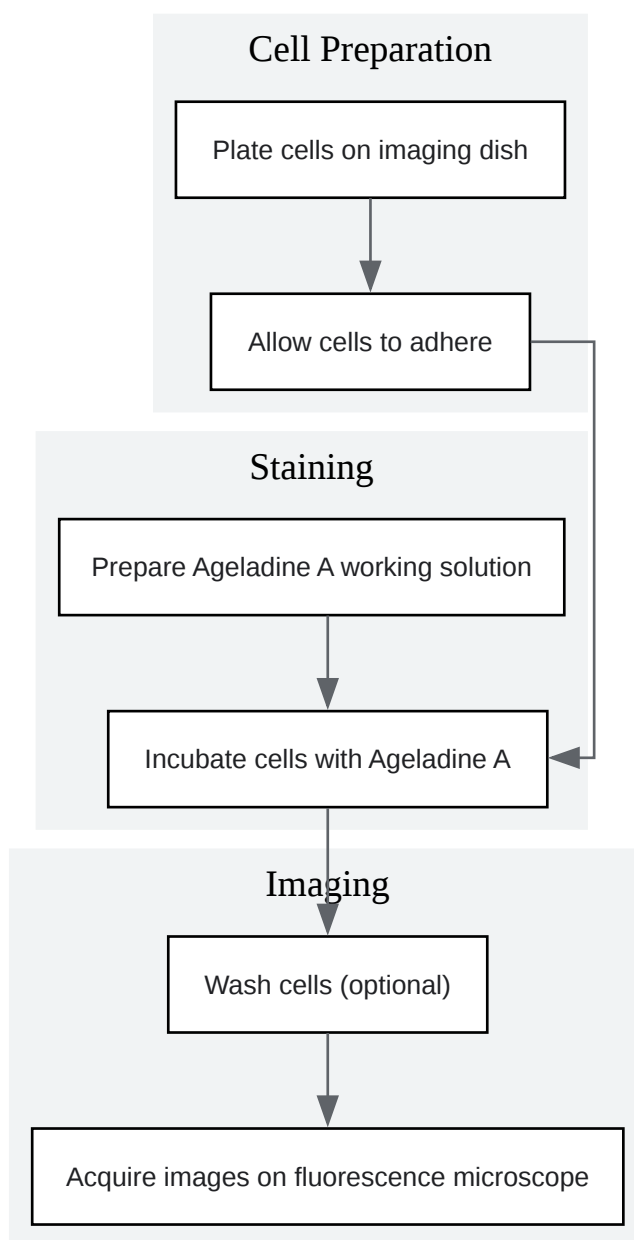 Cell Preparation
Plate cells on imaging dish
Allow cells to adhere
Staining
Prepare Ageladine A working solution
Incubate cells with Ageladine A
Imaging
Wash cells (optional)
Acquire images on fluorescence microscope